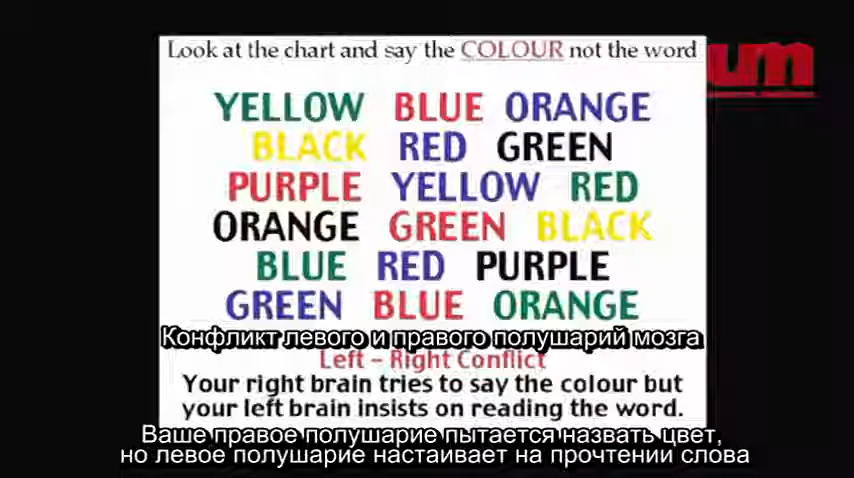 Look at the chart and say the COLOUR not the word
um
YELLOW BLUE ORANGE
BLACK RED GREEN
PURPLE YELLOW RED
ORANGE GREEN BLACK
BLUE RED PURPLE
GREEN BLUE ORANGE
Конфликт левого и правого полушарий мозга
Left – Right Conflict
Your right brain tries to say the colour but
your left brain insists on reading the word.
Ваше правое полушарие пытается назвать цвет,
но левое полушарие настаивает на прочтении слова